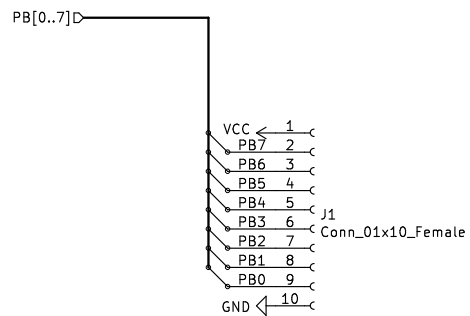 PB[0..7]
VCC 1
PB7 2
PB6 3
PB5 4
PB4 5
J1
PB3 6
Conn_01x10_Female
PB2 7
PB1 8
PB0 9
GND 10